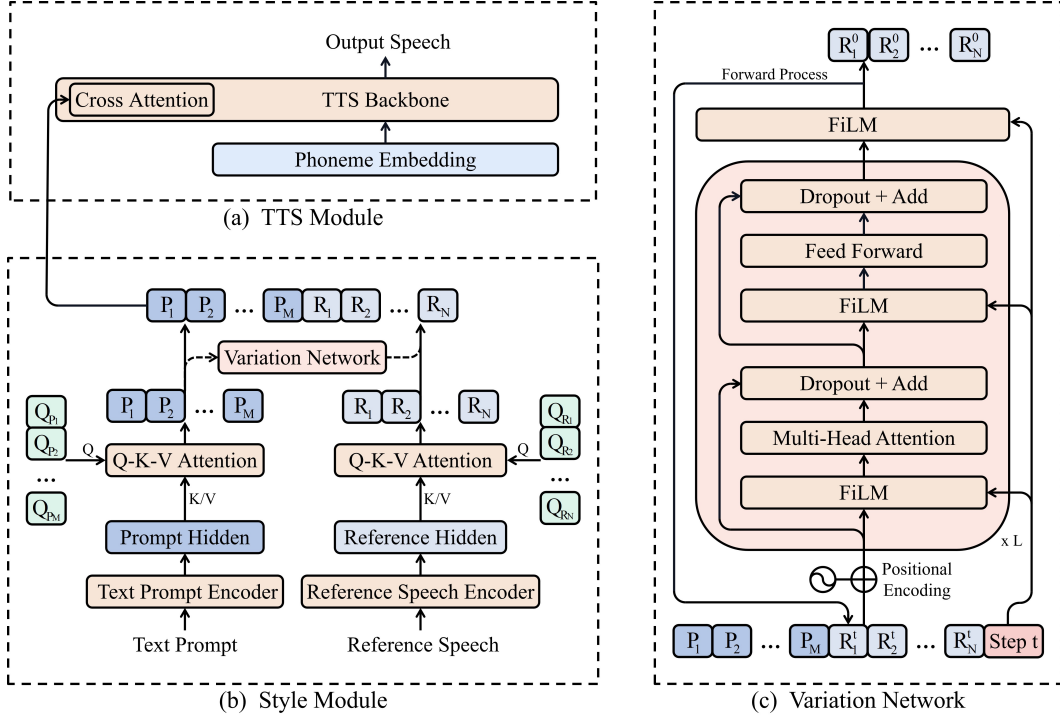 Output Speech
Cross Attention
TTS Backbone
Phoneme Embedding
(a) TTS Module
P1 P2 ... PM R1 R2 ... RN
Variation Network
P1 P2 ... PM
R1 R2 ... RN
QP1
QP2
...
QPM
Q
Q-K-V Attention
Q-K-V Attention
Q
QR1
QR2
...
QRN
K/V
K/V
Prompt Hidden
Reference Hidden
Text Prompt Encoder
Reference Speech Encoder
Text Prompt
Reference Speech
(b) Style Module
R⁰1 R⁰2 ... R⁰N
Forward Process
FiLM
Dropout + Add
Feed Forward
FiLM
Dropout + Add
Multi-Head Attention
FiLM
x L
Positional
Encoding
P1 P2 ... PM Rᵗ1 Rᵗ2 ... RᵗN Step t
(c) Variation Network